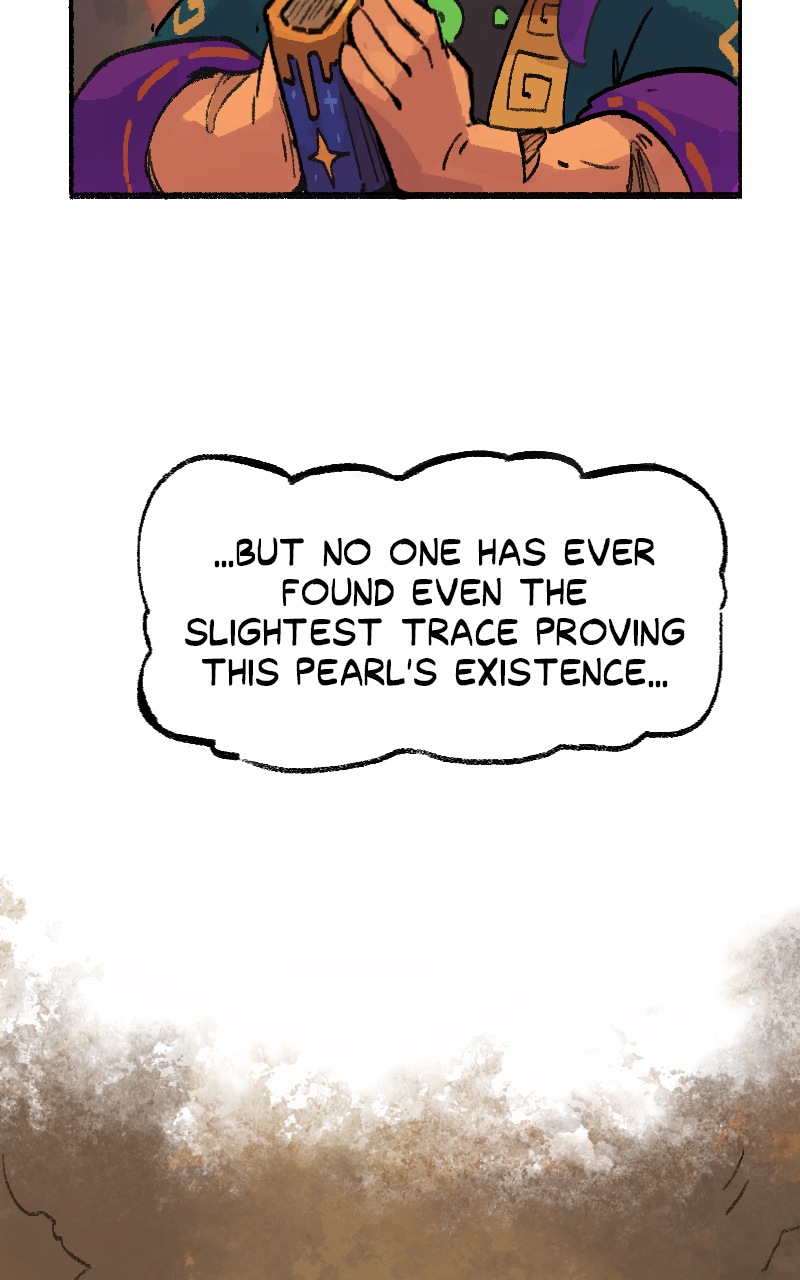 ...BUT NO ONE HAS EVER
FOUND EVEN THE
SLIGHTEST TRACE PROVING
THIS PEARL'S EXISTENCE...